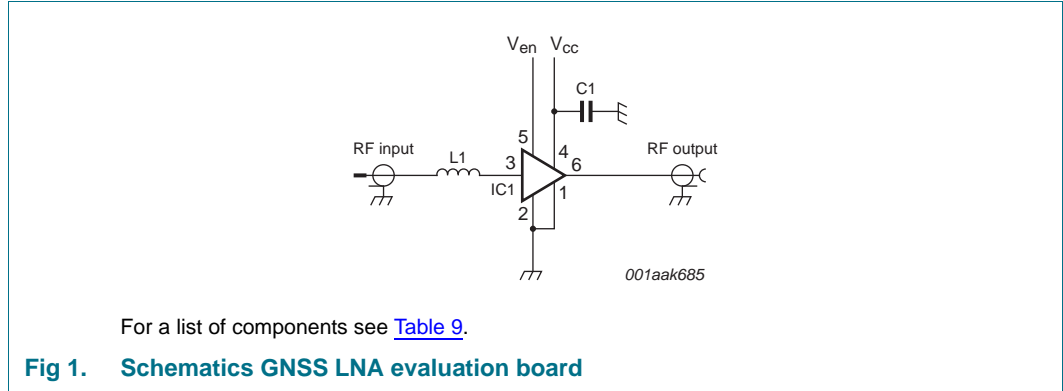 Ven Vcc
C1
5
4
RF input
L1
3
6
RF output
IC1
1
2
001aak685
For a list of components see Table 9.
Fig 1. Schematics GNSS LNA evaluation board